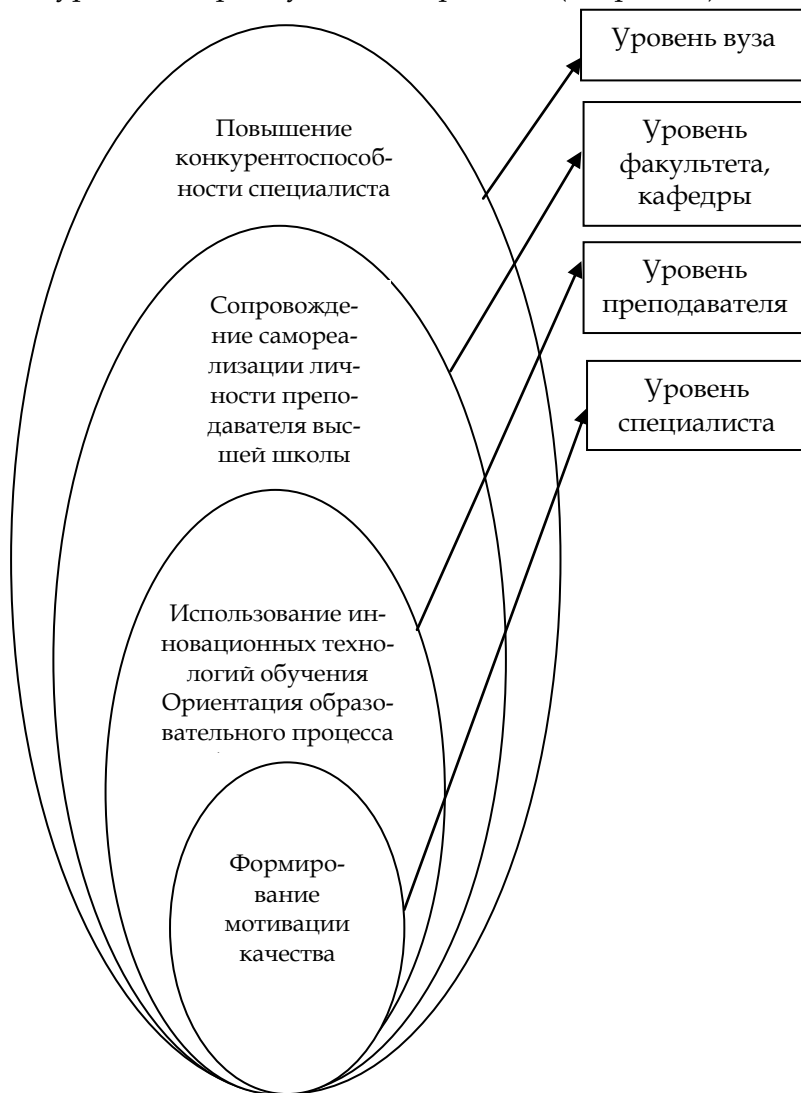 Уровень вуза
Повышение
конкурентоспособ-
ности специалиста
Уровень
факультета,
кафедры
Уровень
преподавателя
Сопровожде-
ние самореа-
лизации лич-
ности препо-
давателя выс-
шей школы
Уровень
специалиста
Использование ин-
новационных техно-
логий обучения
Ориентация образо-
вательного процесса
Формиро-
вание
мотивации
качества